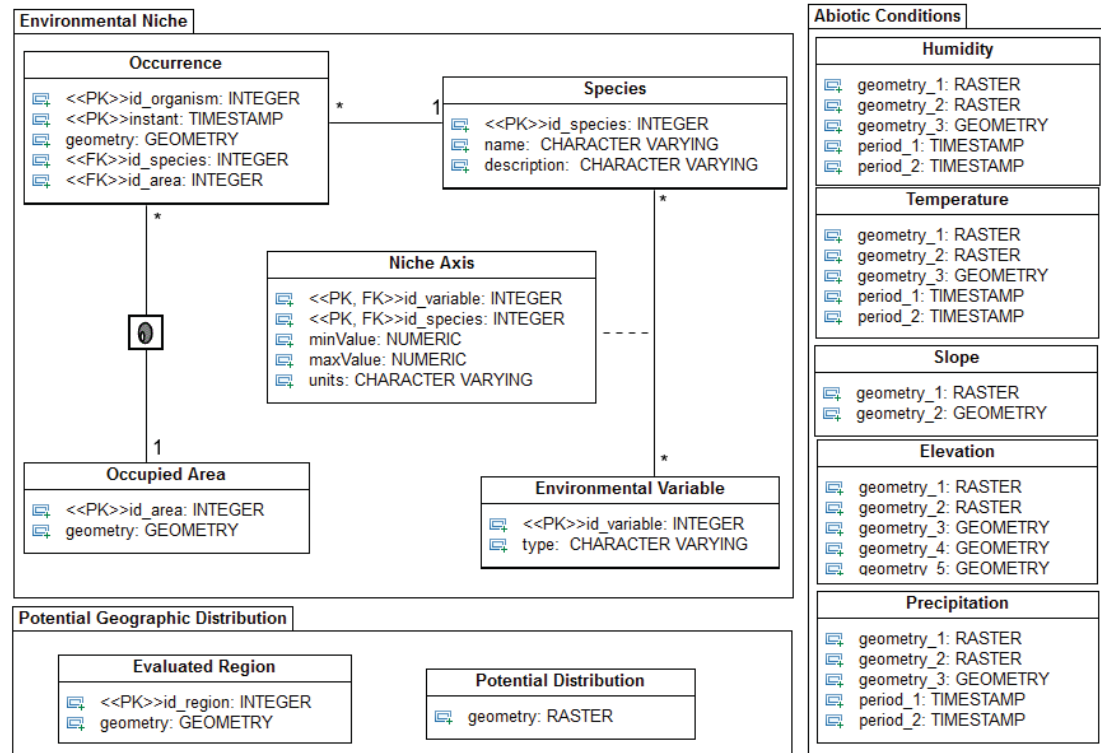 Environmental Niche
Occurrence
<<PK>>id_organism: INTEGER
<<PK>>instant: TIMESTAMP
geometry: GEOMETRY
<<FK>>id_species: INTEGER
<<FK>>id_area: INTEGER
*
1
Species
<<PK>>id_species: INTEGER
name: CHARACTER VARYING
description: CHARACTER VARYING
*
*
Niche Axis
<<PK, FK>>id_variable: INTEGER
<<PK, FK>>id_species: INTEGER
minValue: NUMERIC
maxValue: NUMERIC
units: CHARACTER VARYING
1
*
Occupied Area
<<PK>>id_area: INTEGER
geometry: GEOMETRY
Environmental Variable
<<PK>>id_variable: INTEGER
type: CHARACTER VARYING
Potential Geographic Distribution
Evaluated Region
<<PK>>id_region: INTEGER
geometry: GEOMETRY
Potential Distribution
geometry: RASTER
Abiotic Conditions
Humidity
geometry_1: RASTER
geometry_2: RASTER
geometry_3: GEOMETRY
period_1: TIMESTAMP
period_2: TIMESTAMP
Temperature
geometry_1: RASTER
geometry_2: RASTER
geometry_3: GEOMETRY
period_1: TIMESTAMP
period_2: TIMESTAMP
Slope
geometry_1: RASTER
geometry_2: GEOMETRY
Elevation
geometry_1: RASTER
geometry_2: RASTER
geometry_3: GEOMETRY
geometry_4: GEOMETRY
geometry_5: GEOMETRY
Precipitation
geometry_1: RASTER
geometry_2: RASTER
geometry_3: GEOMETRY
period_1: TIMESTAMP
period_2: TIMESTAMP